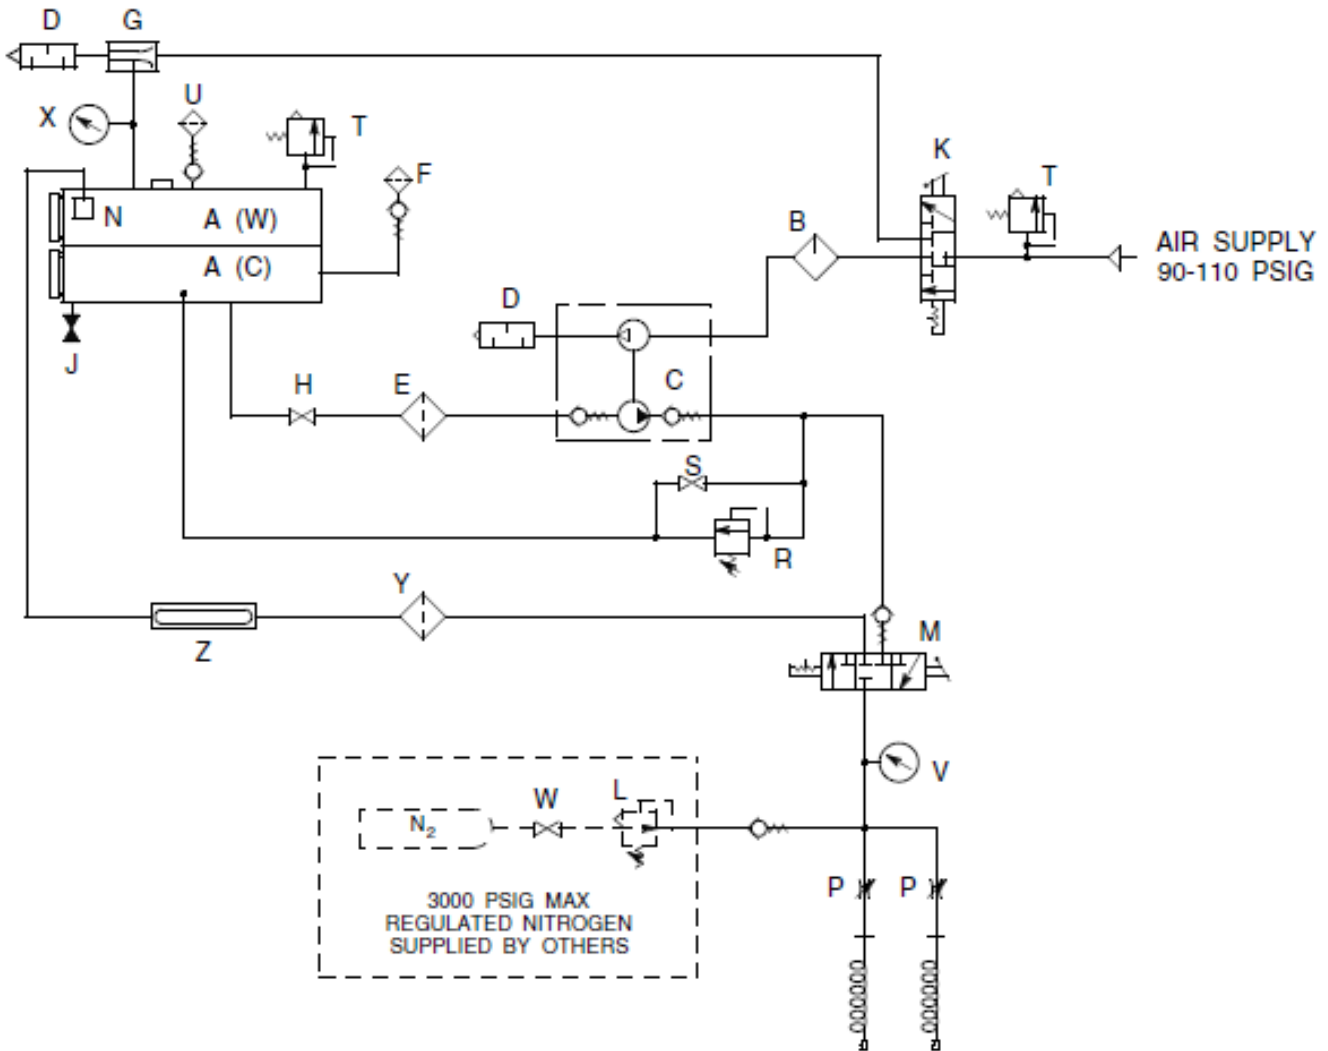 D
G
X
U
T
F
K
T
N
A (W)
A (C)
B
AIR SUPPLY
90-110 PSIG
D
J
H
E
C
S
R
Y
Z
M
V
N2
W
L
P
P
3000 PSIG MAX
REGULATED NITROGEN
SUPPLIED BY OTHERS